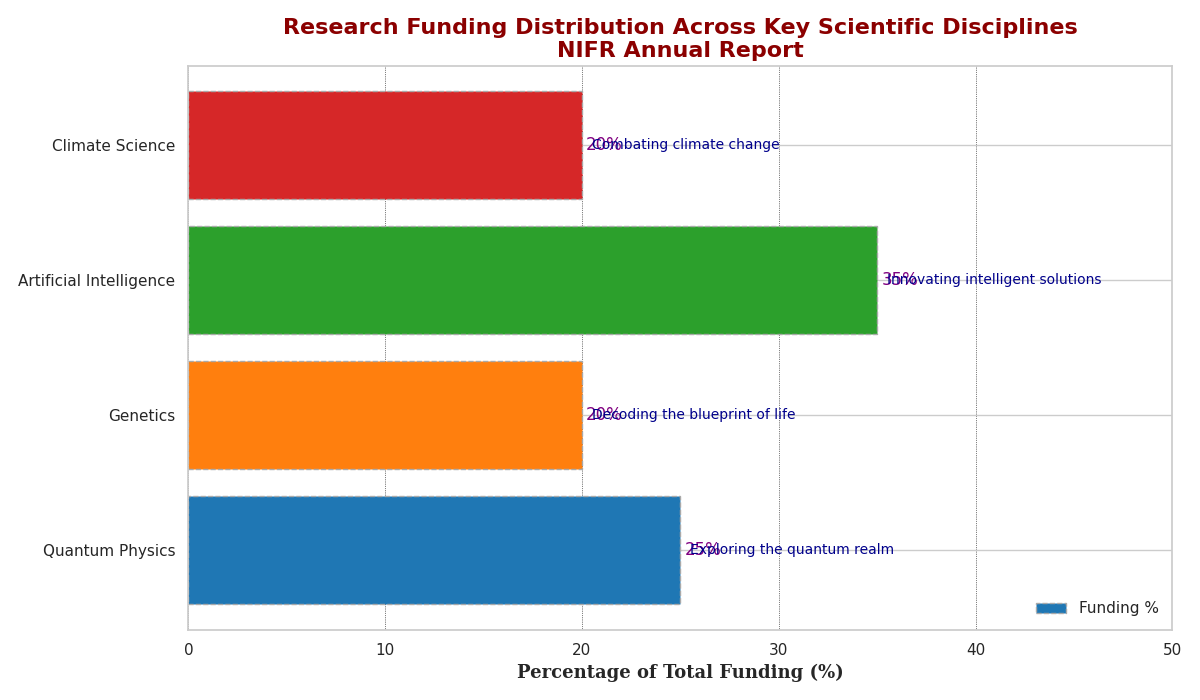 Research Funding Distribution Across Key Scientific Disciplines
NIFR Annual Report
Climate Science
20%
Combating climate change
Artificial Intelligence
35%
Innovating intelligent solutions
Genetics
20%
Decoding the blueprint of life
Quantum Physics
25%
Exploring the quantum realm
Funding %
0 10 20 30 40 50
Percentage of Total Funding (%)